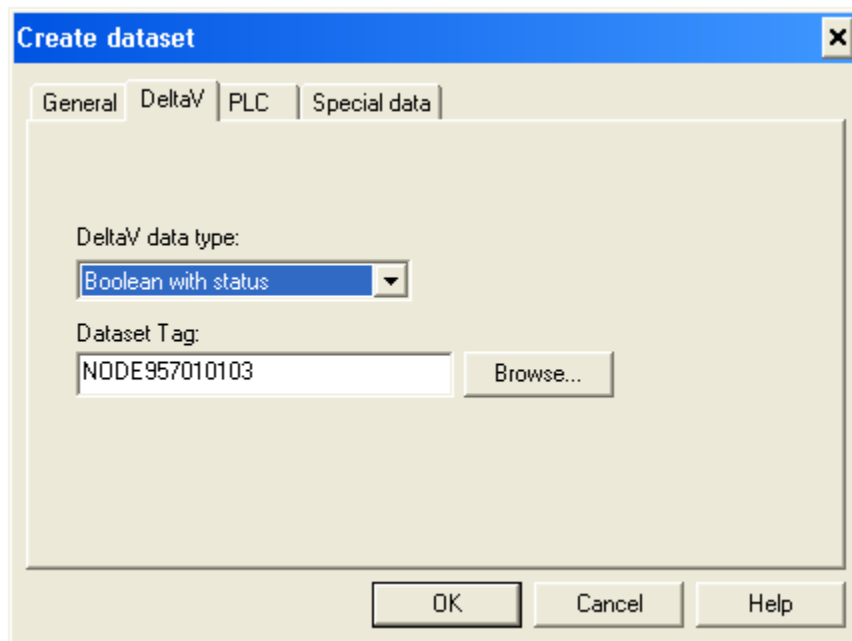 Create dataset
General DeltaV PLC Special data
DeltaV data type:
Boolean with status
Dataset Tag:
NODE957010103 Browse...
OK Cancel Help